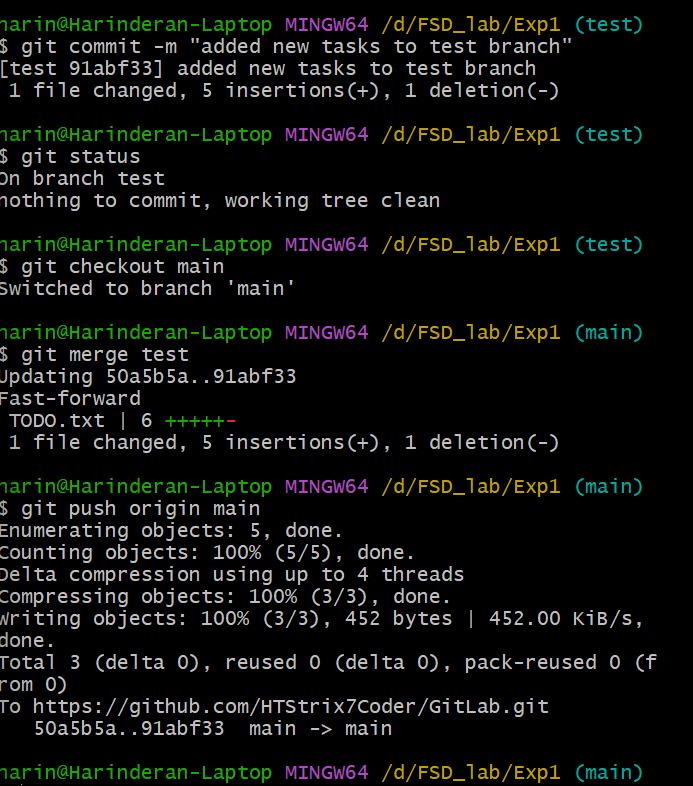 harin@Harinderan-Laptop MINGW64 /d/FSD_lab/Exp1 (test)
$ git commit -m "added new tasks to test branch"
[test 91abf33] added new tasks to test branch
 1 file changed, 5 insertions(+), 1 deletion(-)

harin@Harinderan-Laptop MINGW64 /d/FSD_lab/Exp1 (test)
$ git status
On branch test
nothing to commit, working tree clean

harin@Harinderan-Laptop MINGW64 /d/FSD_lab/Exp1 (test)
$ git checkout main
Switched to branch 'main'

harin@Harinderan-Laptop MINGW64 /d/FSD_lab/Exp1 (main)
$ git merge test
Updating 50a5b5a..91abf33
Fast-forward
 TODO.txt | 6 +++++-
 1 file changed, 5 insertions(+), 1 deletion(-)

harin@Harinderan-Laptop MINGW64 /d/FSD_lab/Exp1 (main)
$ git push origin main
Enumerating objects: 5, done.
Counting objects: 100% (5/5), done.
Delta compression using up to 4 threads
Compressing objects: 100% (3/3), done.
Writing objects: 100% (3/3), 452 bytes | 452.00 KiB/s,
done.
Total 3 (delta 0), reused 0 (delta 0), pack-reused 0 (f
rom 0)
To https://github.com/HTStrix7Coder/GitLab.git
   50a5b5a..91abf33  main -> main

harin@Harinderan-Laptop MINGW64 /d/FSD_lab/Exp1 (main)